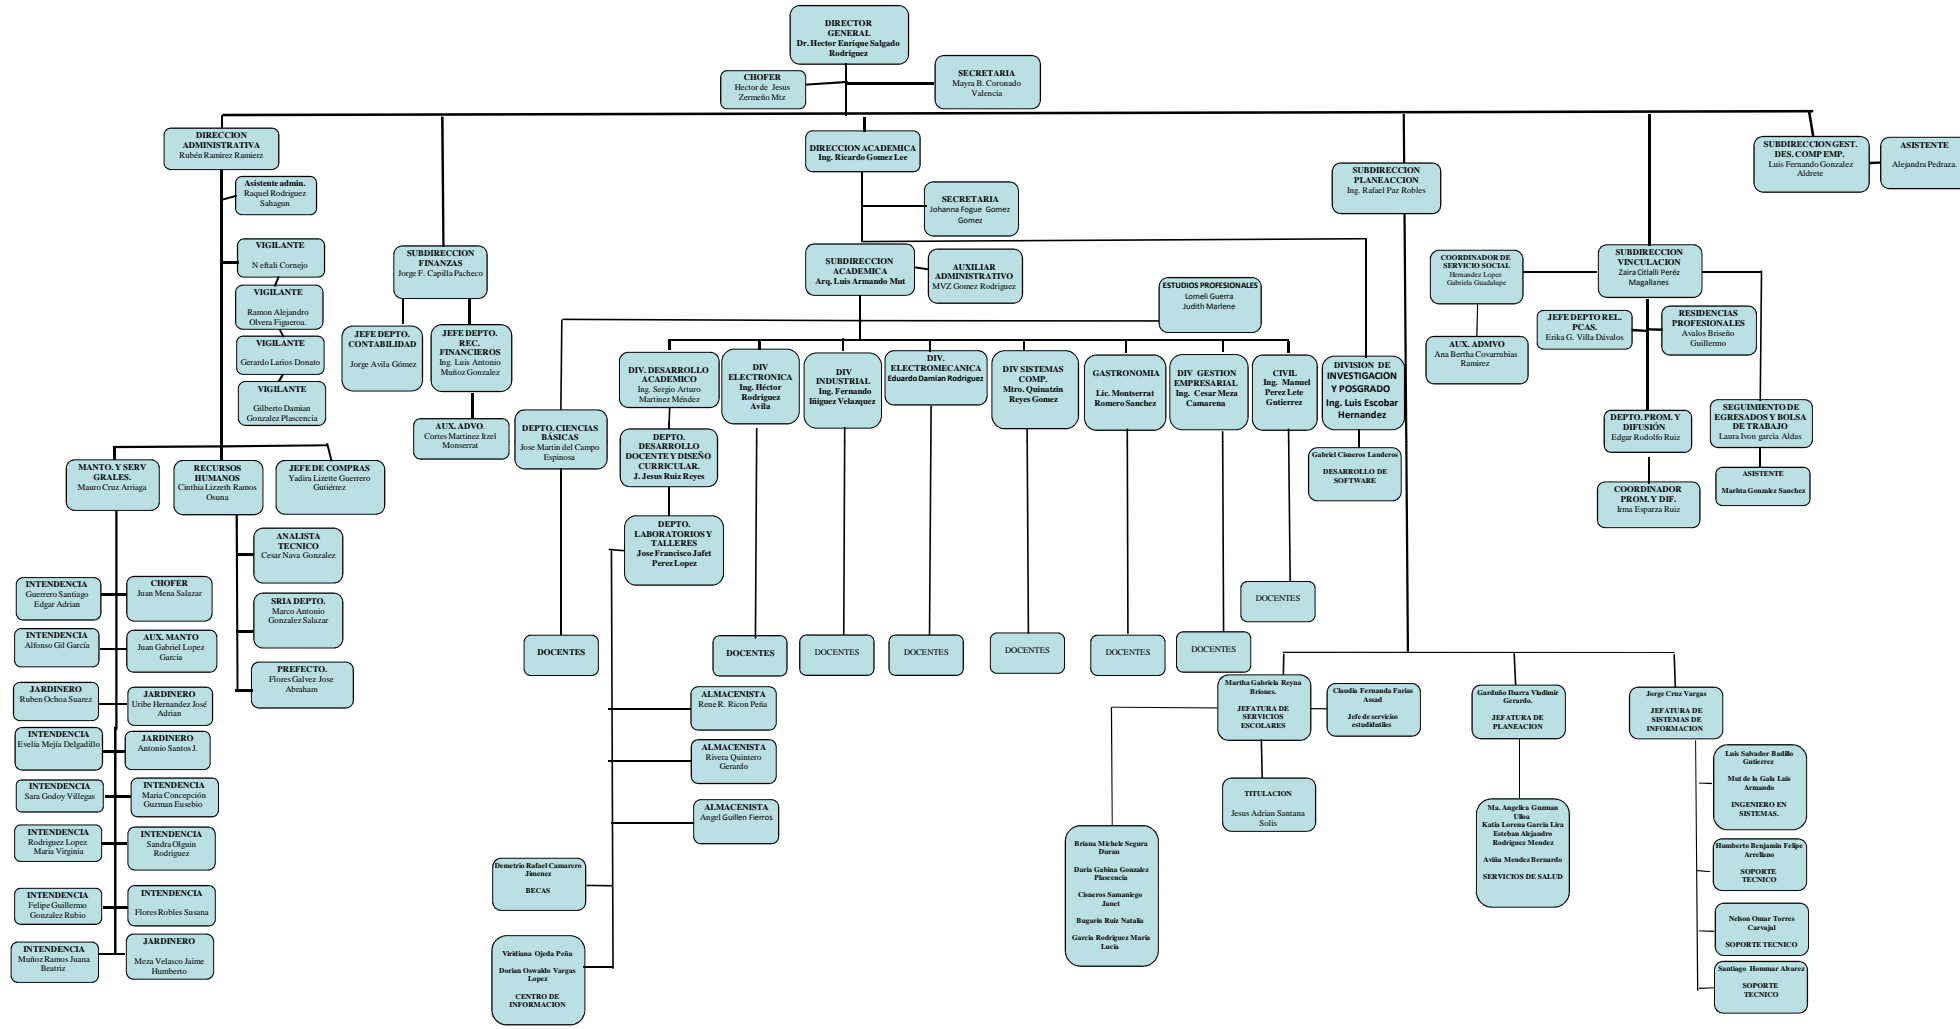 DIRECTOR
GENERAL
Dr. Hector Enrique Salgado
Rodriguez
CHOFER
Hector de Jesus
Zermeño Mtz
SECRETARIA
Mayra B. Coronado
Valencia
DIRECCION
ADMINISTRATIVA
Rubén Ramirez Ramierz
Asistente admin.
Raquel Rodriguez
Sahagun
VIGILANTE
N eftali Cornejo
VIGILANTE
Ramon Alejandro
Olvera Figueroa.
VIGILANTE
Gerardo Larios Donato
VIGILANTE
Gilberto Damian
Gonzalez Plascencia
SUBDIRECCION
FINANZAS
Jorge F. Capilla Pacheco
JEFE DEPTO.
CONTABILIDAD
Jorge Avila Gómez
JEFE DEPTO.
REC.
FINANCIEROS
Ing. Luis Antonio
Muñoz Gonzalez
AUX. ADVO.
Cortes Martinez Itzel
Monserrat
DIRECCION ACADEMICA
Ing. Ricardo Gomez Lee
SECRETARIA
Johanna Fogue Gomez
Gomez
SUBDIRECCION
ACADEMICA
Arq. Luis Armando Mut
AUXILIAR
ADMINISTRATIVO
MVZ Gomez Rodriguez
ESTUDIOS PROFESIONALES
Lomeli Guerra
Judith Marlene
SUBDIRECCION
PLANEACCION
Ing. Rafael Paz Robles
SUBDIRECCION GEST.
DES. COMP EMP.
Luis Fernando Gonzalez
Aldrete
ASISTENTE
Alejandra Pedraza.
COORDINADOR DE
SERVICIO SOCIAL
Hernandez Lopez
Gabriela Guadalupe
SUBDIRECCION
VINCULACION
Zaira Citlalli Peréz
Magallanes
JEFE DEPTO REL.
PCAS.
Erika G. Villa Dávalos
RESIDENCIAS
PROFESIONALES
Avalos Briseño
Guillermo
AUX. ADMVO
Ana Bertha Covarrubias
Ramirez
DEPTO. PROM. Y
DIFUSIÓN
Edgar Rodolfo Ruiz
SEGUIMIENTO DE
EGRESADOS Y BOLSA
DE TRABAJO
Laura Ivon garcia Aldas
COORDINADOR
PROM. Y DIF.
Irma Esparza Ruiz
ASISTENTE
Marhta Gonzalez Sanchez
DEPTO. CIENCIAS
BÁSICAS
Jose Martin del Campo
Espinosa
DIV. DESARROLLO
ACADEMICO
Ing. Sergio Arturo
Martinez Méndez
DIV
ELECTRONICA
Ing. Héctor
Rodriguez
Avila
DIV
INDUSTRIAL
Ing. Fernando
Iñiguez Velazquez
DIV.
ELECTROMECANICA
Eduardo Damian Rodriguez
DIV SISTEMAS
COMP.
Mtro. Quinatzin
Reyes Gomez
GASTRONOMIA
Lic. Montserrat
Romero Sanchez
DIV GESTION
EMPRESARIAL
Ing. Cesar Meza
Camarena
CIVIL
Ing. Manuel
Perez Lete
Gutierrez
DIVISION DE
INVESTIGACION
Y POSGRADO
Ing. Luis Escobar
Hernandez
Gabriel Cisneros Landeros
DESARROLLO DE
SOFTWARE
DEPTO.
DESARROLLO
DOCENTE Y DISEÑO
CURRICULAR.
J. Jesus Ruiz Reyes
DEPTO.
LABORATORIOS Y
TALLERES
Jose Francisco Jafet
Perez Lopez
MANTO. Y SERV
GRALES.
Mauro Cruz Arriaga
RECURSOS
HUMANOS
Cinthia Lizzeth Ramos
Osuna
JEFE DE COMPRAS
Yadira Lizette Guerrero
Gutiérrez
ANALISTA
TECNICO
Cesar Nava Gonzalez
SRIA DEPTO.
Marco Antonio
Gonzalez Salazar
PREFECTO.
Flores Galvez Jose
Abraham
INTENDENCIA
Guerrero Santiago
Edgar Adrian
CHOFER
Juan Mena Salazar
INTENDENCIA
Alfonso Gil García
AUX. MANTO
Juan Gabriel Lopez
Garcia
JARDINERO
Ruben Ochoa Suarez
JARDINERO
Uribe Hernandez José
Adrian
INTENDENCIA
Evelia Mejía Delgadillo
JARDINERO
Antonio Santos J.
INTENDENCIA
Sara Godoy Villegas
INTENDENCIA
Maria Concepción
Guzman Eusebio
INTENDENCIA
Rodriguez Lopez
Maria Virginia
INTENDENCIA
Sandra Olguin
Rodriguez
INTENDENCIA
Felipe Guillermo
Gonzalez Rubio
INTENDENCIA
Flores Robles Susana
INTENDENCIA
Muñoz Ramos Juana
Beatriz
JARDINERO
Meza Velasco Jaime
Humberto
DOCENTES
DOCENTES
DOCENTES
DOCENTES
DOCENTES
DOCENTES
DOCENTES
DOCENTES
ALMACENISTA
Rene R. Ricon Peña
ALMACENISTA
Rivera Quintero
Gerardo
ALMACENISTA
Angel Guillen Fierros
Demetrio Rafael Camarero
Jimenez
BECAS
Viridiana Ojeda Peña
Dorian Oswaldo Vargas
Lopez
CENTRO DE
INFORMACION
Martha Gabriela Reyna
Briones.
JEFATURA DE
SERVICIOS
ESCOLARES
Claudia Fernanda Farias
Assad
Jefe de servicios
estudidntiles
TITULACION
Jesus Adrian Santana
Solis
Briana Michele Segura
Duran
Daria Gabina Gonzalez
Plascencia
Cisneros Samaniego
Janet
Bugarin Ruiz Natalia
Garcia Rodriguez Maria
Lucia
Garduño Ibarra Vladimir
Gerardo.
JEFATURA DE
PLANEACION
Ma. Angelica Guzman
Ulloa
Katia Lorena Garcia Lira
Esteban Alejandro
Rodriguez Mendez
Aviña Mendez Bernardo
SERVICIOS DE SALUD
Jorge Cruz Vargas
JEFATURA DE
SISTEMAS DE
INFORMACION
Luis Salvador Badillo
Gutierrez
Mut de la Gala Luis
Armando
INGENIERO EN
SISTEMAS.
Humberto Benjamin Felipe
Arrellano
SOPORTE
TECNICO
Nelson Omar Torres
Carvajal
SOPORTE TECNICO
Santiago Hommar Alvarez
SOPORTE
TECNICO